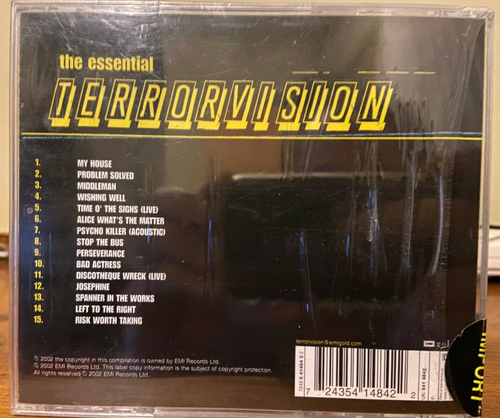 the essential
TERRORVISION
1. MY HOUSE
2. PROBLEM SOLVED
3. MIDDLEMAN
4. WISHING WELL
5. TIME O' THE SIGNS (LIVE)
6. ALICE WHAT'S THE MATTER
7. PSYCHO KILLER (ACOUSTIC)
8. STOP THE BUS
9. PERSEVERANCE
10. BAD ACTRESS
11. DISCOTHEQUE WRECK (LIVE)
12. JOSEPHINE
13. SPANNER IN THE WORKS
14. LEFT TO THE RIGHT
15. RISK WORTH TAKING
℗ 2002 the copyright in this compilation is owned by EMI Records Ltd.
© 2002 EMI Records Ltd. This label copy information is the subject of copyright protection.
All rights reserved © 2002 EMI Records Ltd.
terrorvision@emigold.com
EMI
7 24354 14842 2
UK: 541 4842
IMPORT